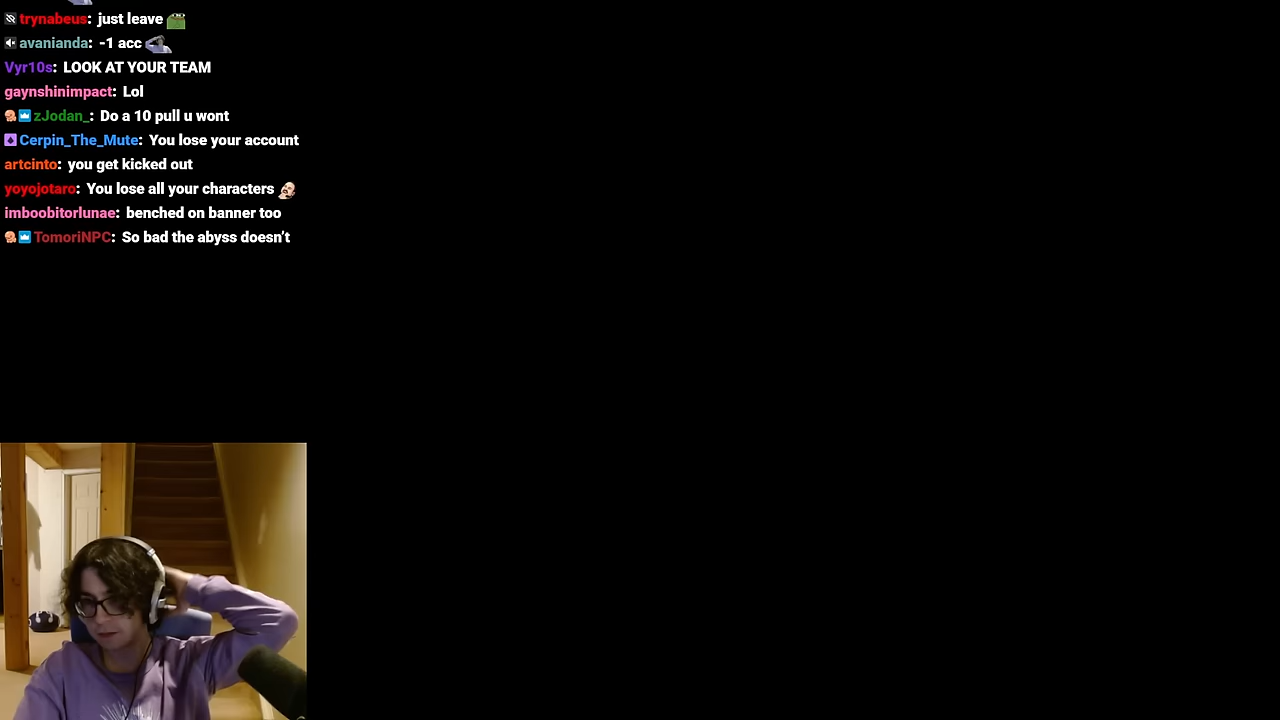 trynabeus: just leave
avanianda: -1 acc
Vyr10s: LOOK AT YOUR TEAM
gaynshinimpact: Lol
zJodan_: Do a 10 pull u wont
Cerpin_The_Mute: You lose your account
artcinto: you get kicked out
yoyojotaro: You lose all your characters
imboobitorlunae: benched on banner too
TomoriNPC: So bad the abyss doesn't